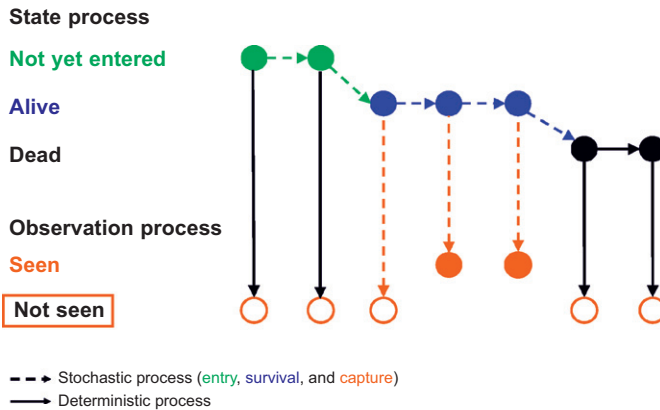 State process
Not yet entered
Alive
Dead
Observation process
Seen
Not seen
Stochastic process (entry, survival, and capture)
Deterministic process